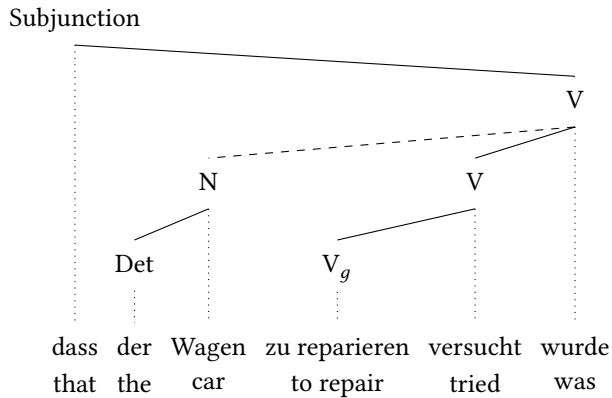 Subjunction
V
N V
Det V_g
dass der Wagen zu reparieren versucht wurde
that the car to repair tried was